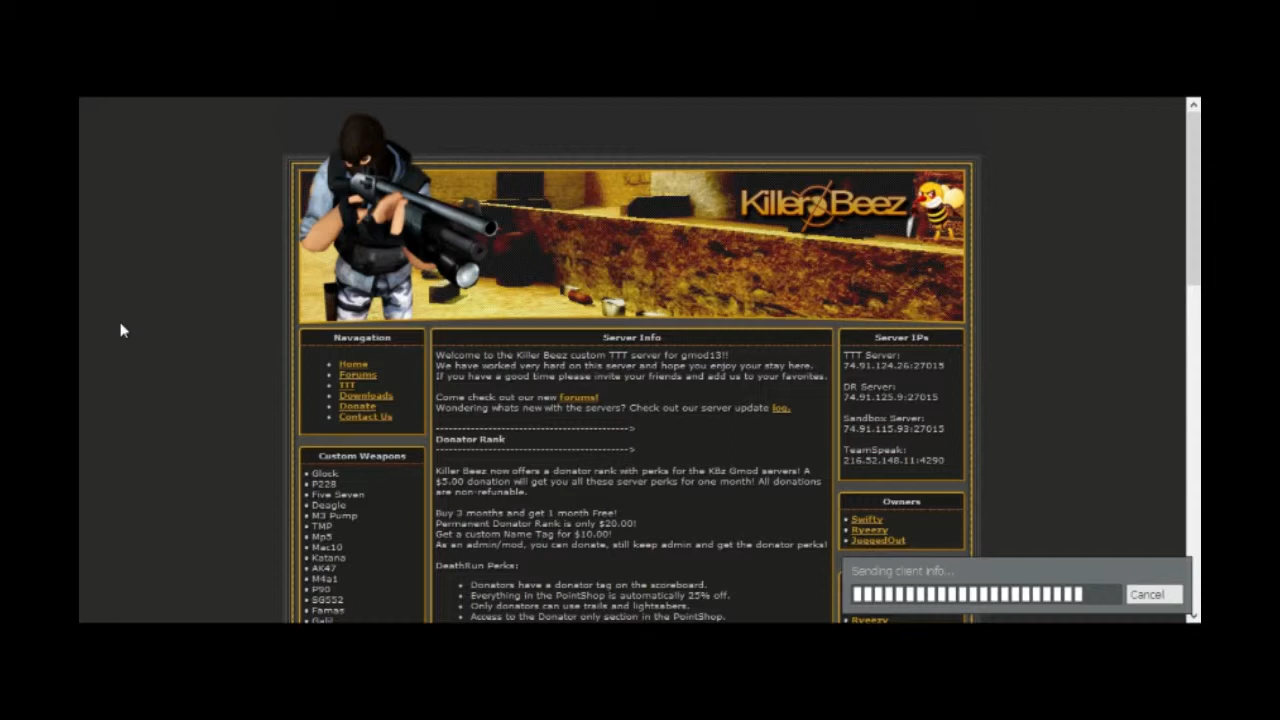 Killer Beez
Navagation
Home
Forums
TTT
Downloads
Donate
Contact Us
Custom Weapons
Glock
P228
Five Seven
Deagle
M3 Pump
TMP
Mp5
Mac10
Katana
AK47
M4a1
P90
SG552
Famas
Galil
Server Info
Welcome to the Killer Beez custom TTT server for gmod13!!
We have worked very hard on this server and hope you enjoy your stay here.
If you have a good time please invite your friends and add us to your favorites.
Come check out our new forums!
Wondering whats new with the servers? Check out our server update log.
------------------------------------------->
Donator Rank
------------------------------------------->
Killer Beez now offers a donator rank with perks for the KBz Gmod servers! A
$5.00 donation will get you all these server perks for one month! All donations
are non-refunable.
Buy 3 months and get 1 month Free!
Permanent Donator Rank is only $20.00!
Get a custom Name Tag for $10.00!
As an admin/mod, you can donate, still keep admin and get the donator perks!
DeathRun Perks:
Donators have a donator tag on the scoreboard.
Everything in the PointShop is automatically 25% off.
Only donators can use trails and lightsabers.
Access to the Donator only section in the PointShop.
Server IPs
TTT Server:
74.91.124.26:27015
DR Server:
74.91.125.9:27015
Sandbox Server:
74.91.115.93:27015
TeamSpeak:
216.52.148.11:4290
Owners
Swifty
Ryeezy
JuggedOut
Sending client info...
Cancel
Ryeezy